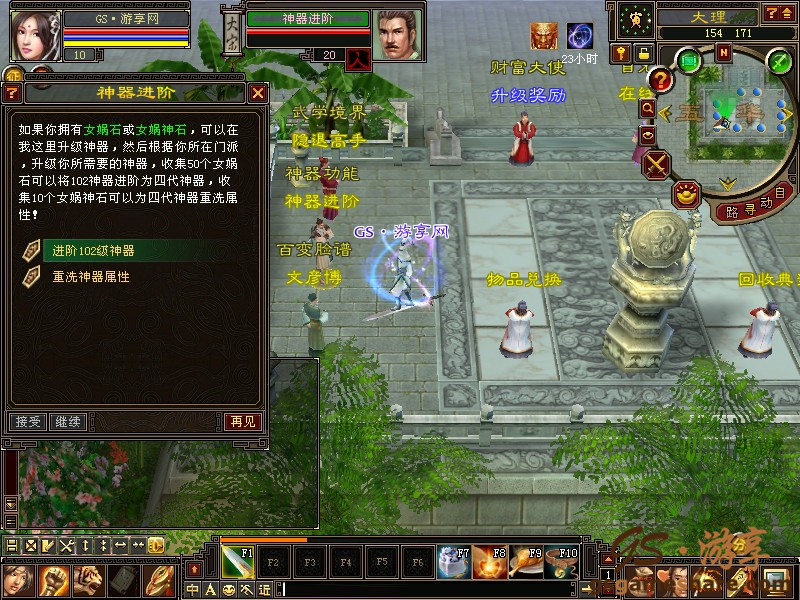 GS·游享网
10
大宗
神器进阶
20
23小时
大理
154 171
N
神器进阶
如果你拥有女娲石或女娲神石，可以在
我这里升级神器，然后根据你所在门派
，升级你所需要的神器，收集50个女娲
石可以将102神器进阶为四代神器，收
集10个女娲神石可以为四代神器重洗属
性！
进阶102级神器
重洗神器属性
接受
继续
再见
财富大使
升级奖励
武学境界
隐退高手
神器功能
神器进阶
GS·游享网
百变脸谱
文彦博
物品兑换
回收典
自动寻路
F1
F2
F3
F4
F5
F6
F7
F8
F9
F10
中
A
近
1
GS·游享网